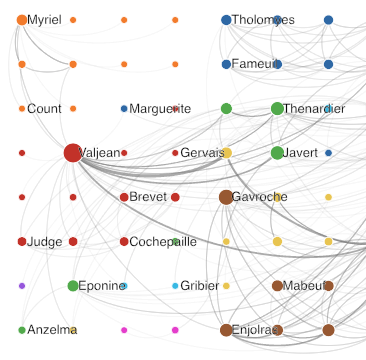 Myriel Tholomyes
Fameuil
Count Marguerite Thenardier
Valjean Gervais Javert
Brevet Gavroche
Judge Cochepaille
Eponine Gribier Mabeuf
Anzelma Enjolras